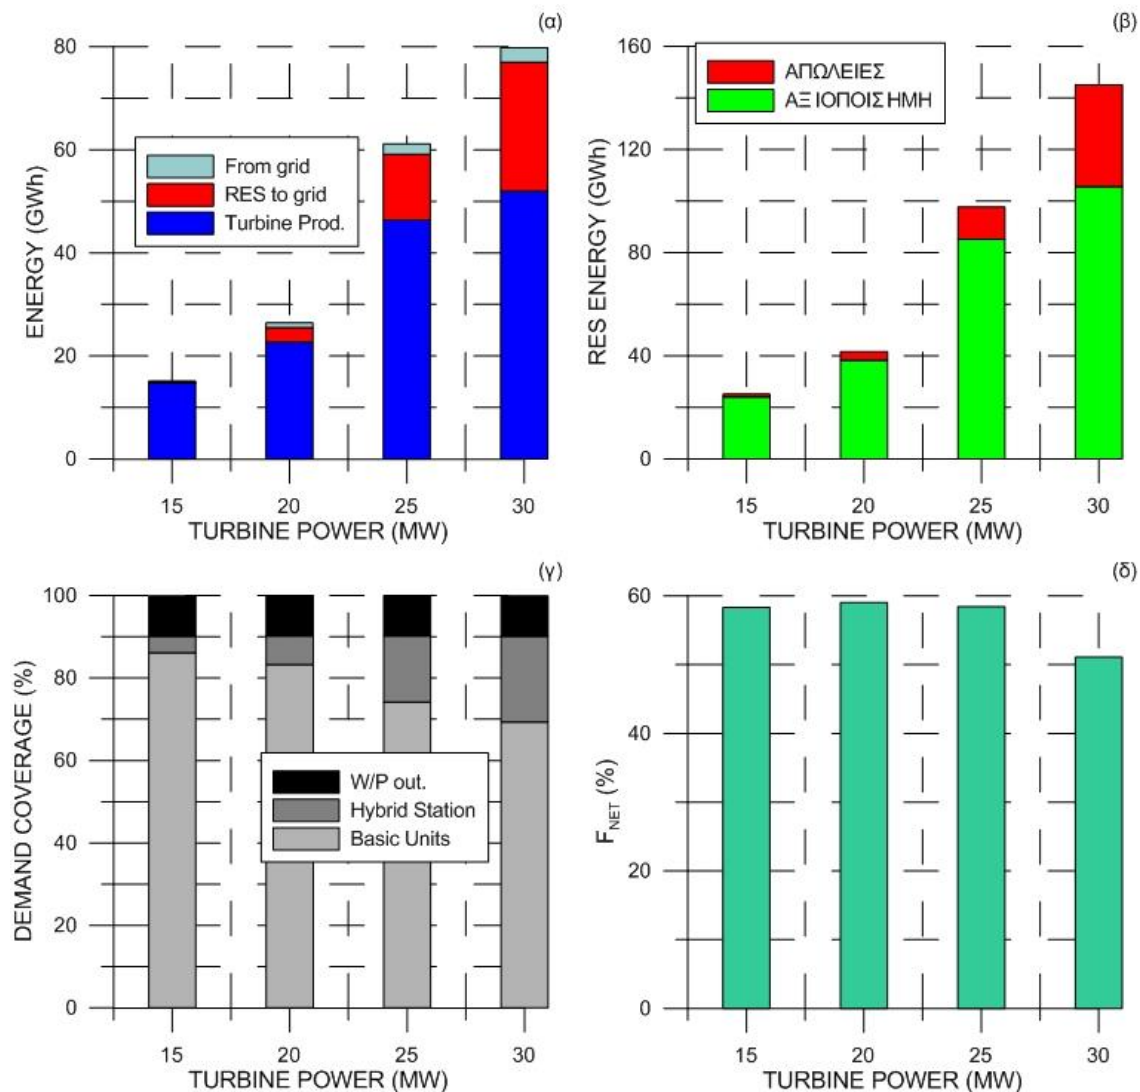 (α)
ENERGY (GWh)
80
60
40
20
0
From grid
RES to grid
Turbine Prod.
15 20 25 30
TURBINE POWER (MW)
(β)
RES ENERGY (GWh)
160
120
80
40
0
ΑΠΩΛΕΙΕΣ
ΑΞΙΟΠΟΙΣΗΜΗ
15 20 25 30
TURBINE POWER (MW)
(γ)
DEMAND COVERAGE (%)
100
80
60
40
20
0
W/P out.
Hybrid Station
Basic Units
15 20 25 30
TURBINE POWER (MW)
(δ)
FNET (%)
60
40
20
0
15 20 25 30
TURBINE POWER (MW)